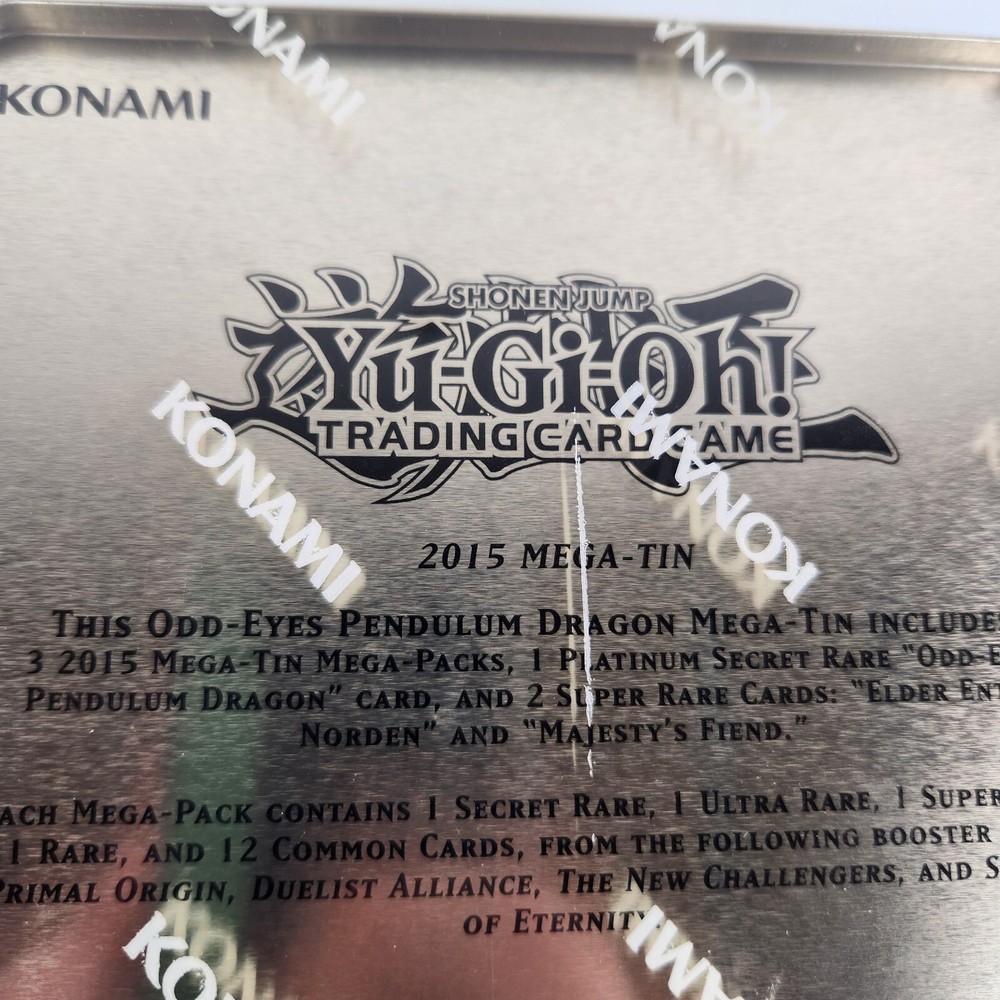 KONAMI
KONAMI
KONAMI
SHONEN JUMP
Yu-Gi-Oh!
TRADING CARD GAME
KONAMI
KONAMI
2015 MEGA-TIN
THIS ODD-EYES PENDULUM DRAGON MEGA-TIN INCLUDE
3 2015 MEGA-TIN MEGA-PACKS, 1 PLATINUM SECRET RARE "ODD-E
PENDULUM DRAGON" CARD, AND 2 SUPER RARE CARDS: "ELDER ENT
NORDEN" AND "MAJESTY'S FIEND."
ACH MEGA-PACK CONTAINS 1 SECRET RARE, 1 ULTRA RARE, 1 SUPER
1 RARE, AND 12 COMMON CARDS, FROM THE FOLLOWING BOOSTER
PRIMAL ORIGIN, DUELIST ALLIANCE, THE NEW CHALLENGERS, AND S
OF ETERNITY
KO
NAMI